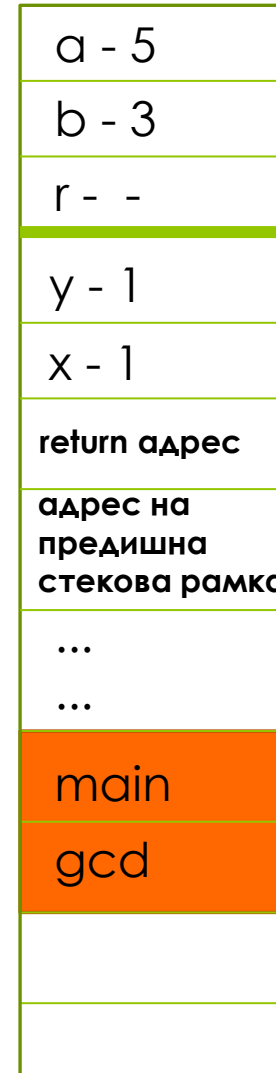 a - 5
b - 3
r - -
y - 1
x - 1
return адрес
адрес на
предишна
стекова рамка
...
...
main
gcd